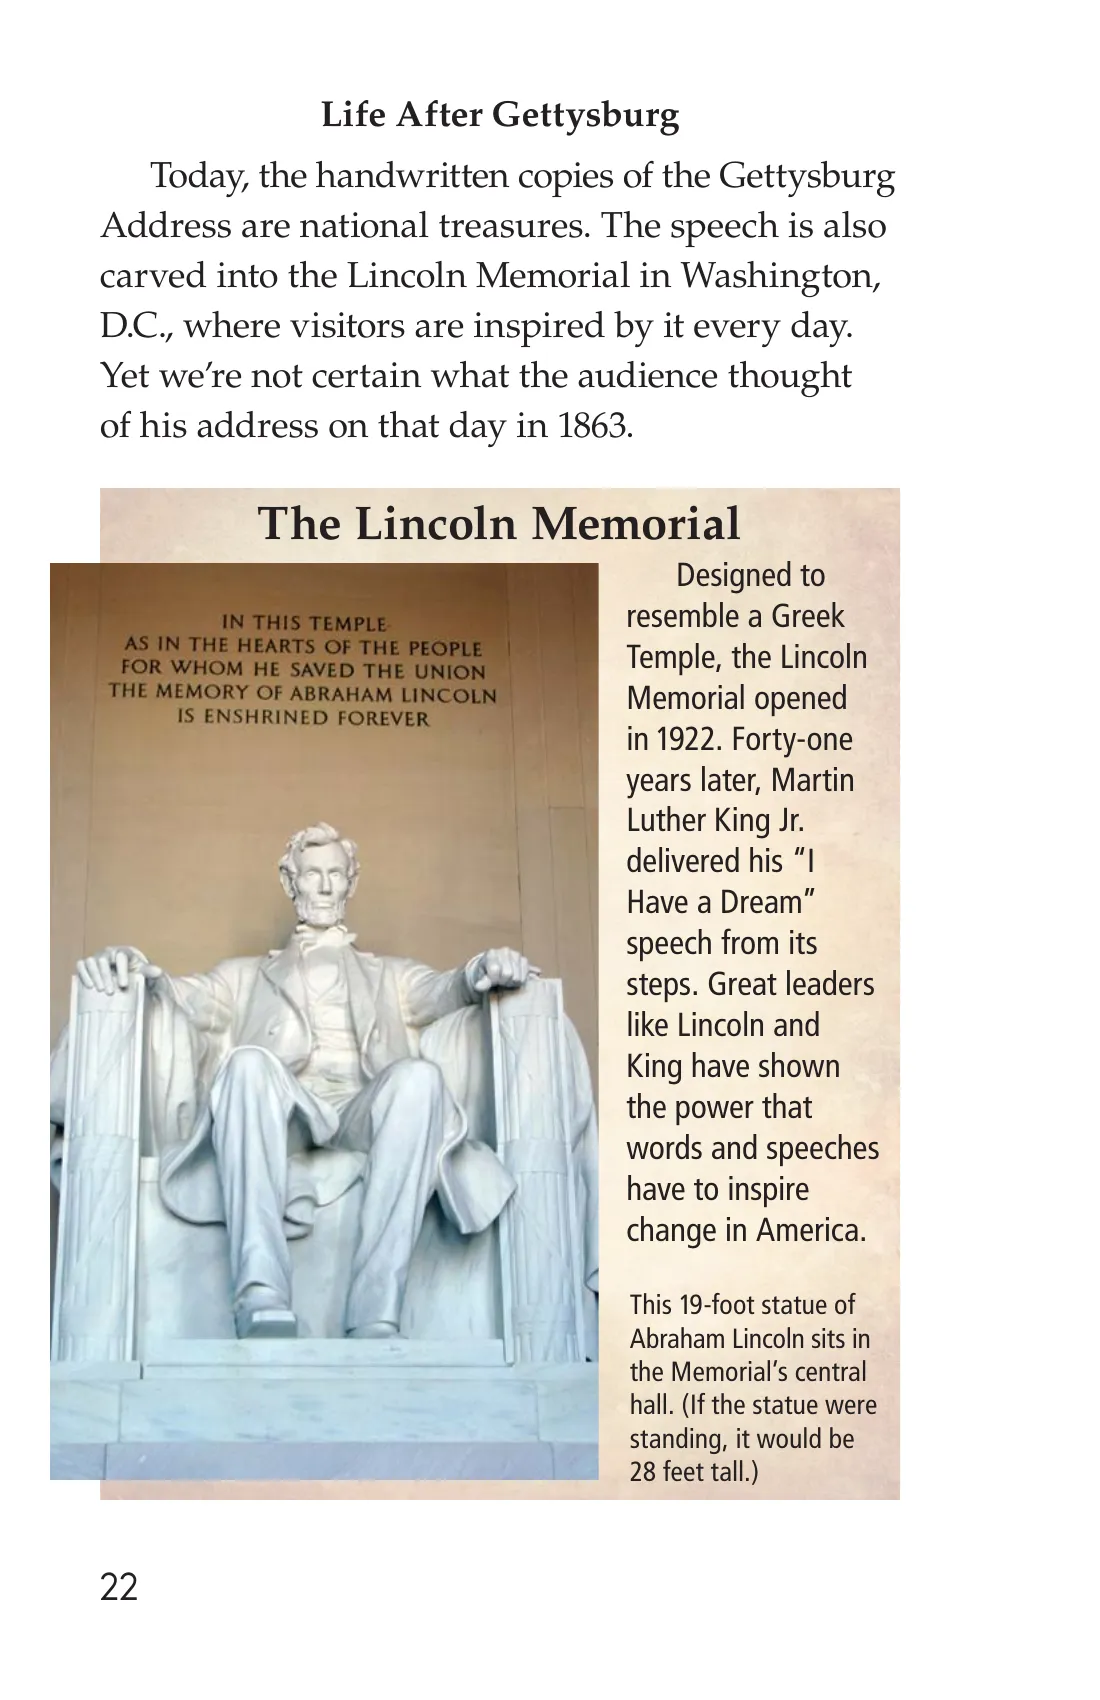 Life After Gettysburg
Today, the handwritten copies of the Gettysburg
Address are national treasures. The speech is also
carved into the Lincoln Memorial in Washington,
D.C., where visitors are inspired by it every day.
Yet we’re not certain what the audience thought
of his address on that day in 1863.
The Lincoln Memorial
IN THIS TEMPLE
AS IN THE HEARTS OF THE PEOPLE
FOR WHOM HE SAVED THE UNION
THE MEMORY OF ABRAHAM LINCOLN
IS ENSHRINED FOREVER
Designed to
resemble a Greek
Temple, the Lincoln
Memorial opened
in 1922. Forty-one
years later, Martin
Luther King Jr.
delivered his “I
Have a Dream”
speech from its
steps. Great leaders
like Lincoln and
King have shown
the power that
words and speeches
have to inspire
change in America.
This 19-foot statue of
Abraham Lincoln sits in
the Memorial’s central
hall. (If the statue were
standing, it would be
28 feet tall.)
22